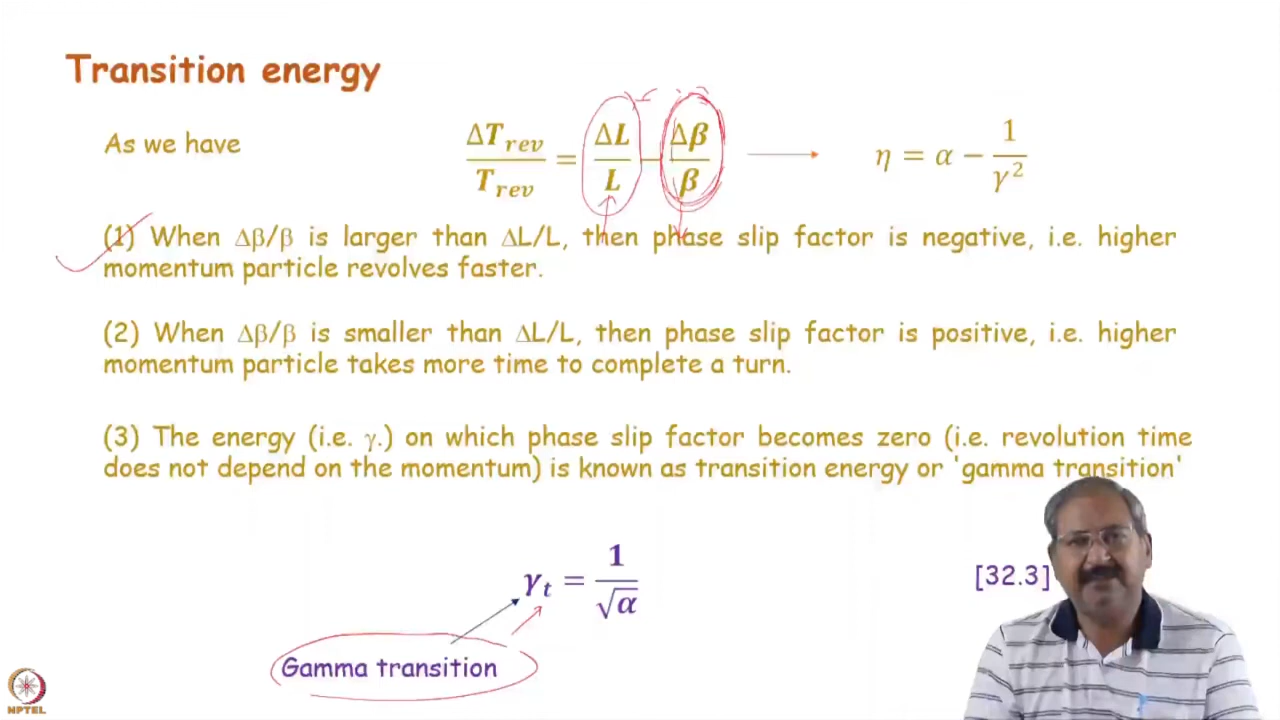 Transition energy
As we have
ΔT_rev / T_rev = ΔL / L − Δβ / β → η = α − 1 / γ²
(1) When Δβ/β is larger than ΔL/L, then phase slip factor is negative, i.e. higher
momentum particle revolves faster.
(2) When Δβ/β is smaller than ΔL/L, then phase slip factor is positive, i.e. higher
momentum particle takes more time to complete a turn.
(3) The energy (i.e. γ.) on which phase slip factor becomes zero (i.e. revolution time
does not depend on the momentum) is known as transition energy or 'gamma transition'
γ_t = 1 / √α
[32.3]
Gamma transition
NPTEL